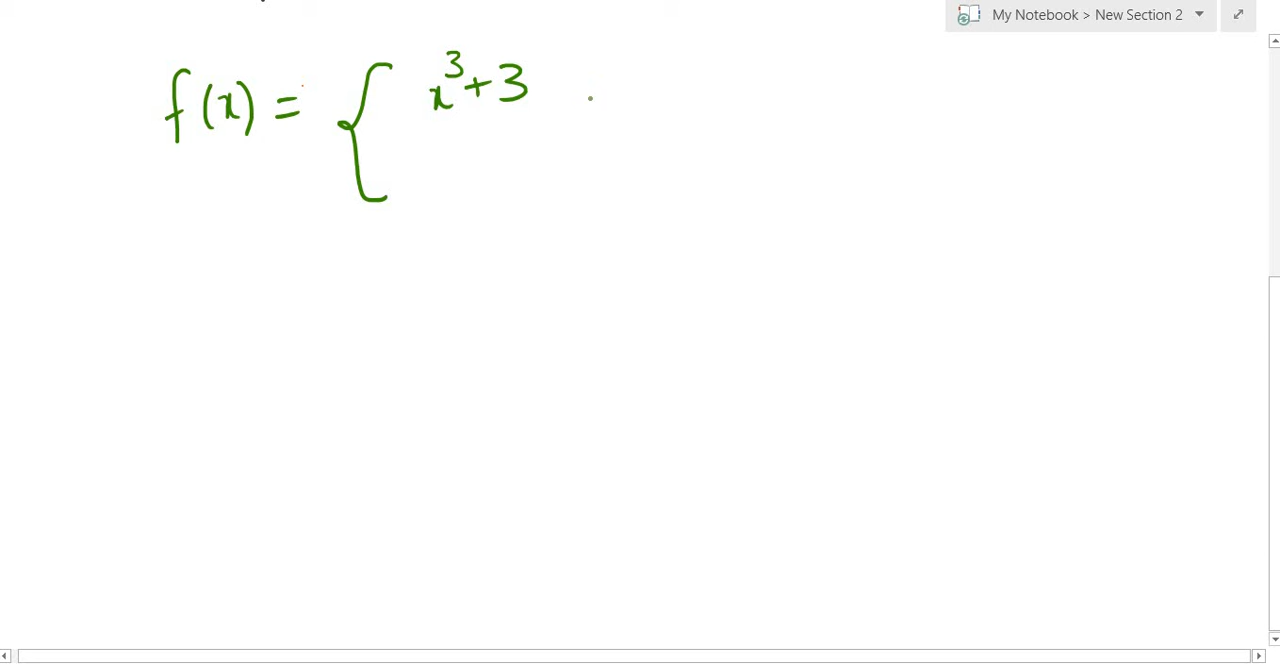 My Notebook > New Section 2
f(x) = { x³+3